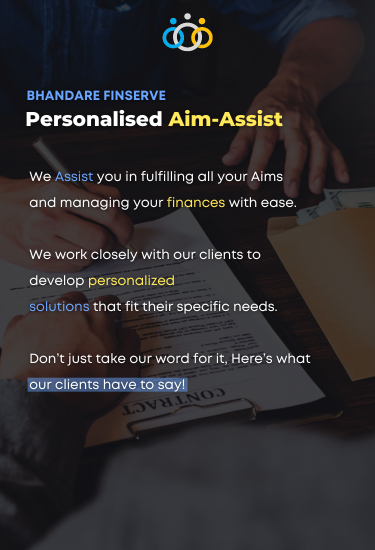 BHANDARE FINSERVE
Personalised Aim-Assist
We Assist you in fulfilling all your Aims
and managing your finances with ease.
We work closely with our clients to
develop personalized
solutions that fit their specific needs.
Don't just take our word for it, Here's what
our clients have to say!
CONTRACT